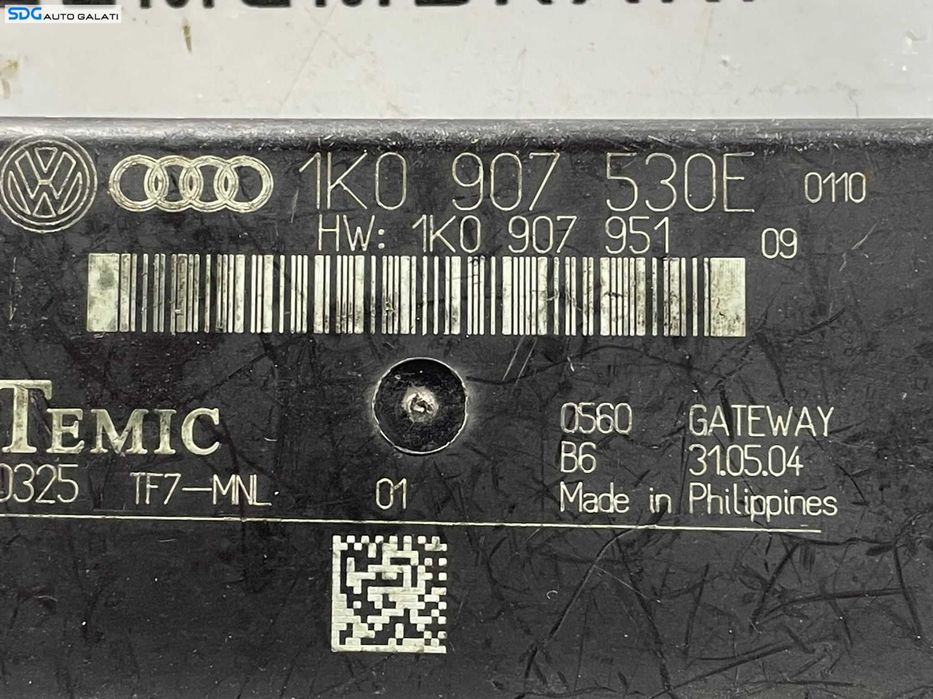 SDG AUTO GALATI
1K0 907 530E 0110
HW: 1K0 907 951 09
TEMIC
0560 GATEWAY
B6 31.05.04
0325 TF7-MNL 01
Made in Philippines